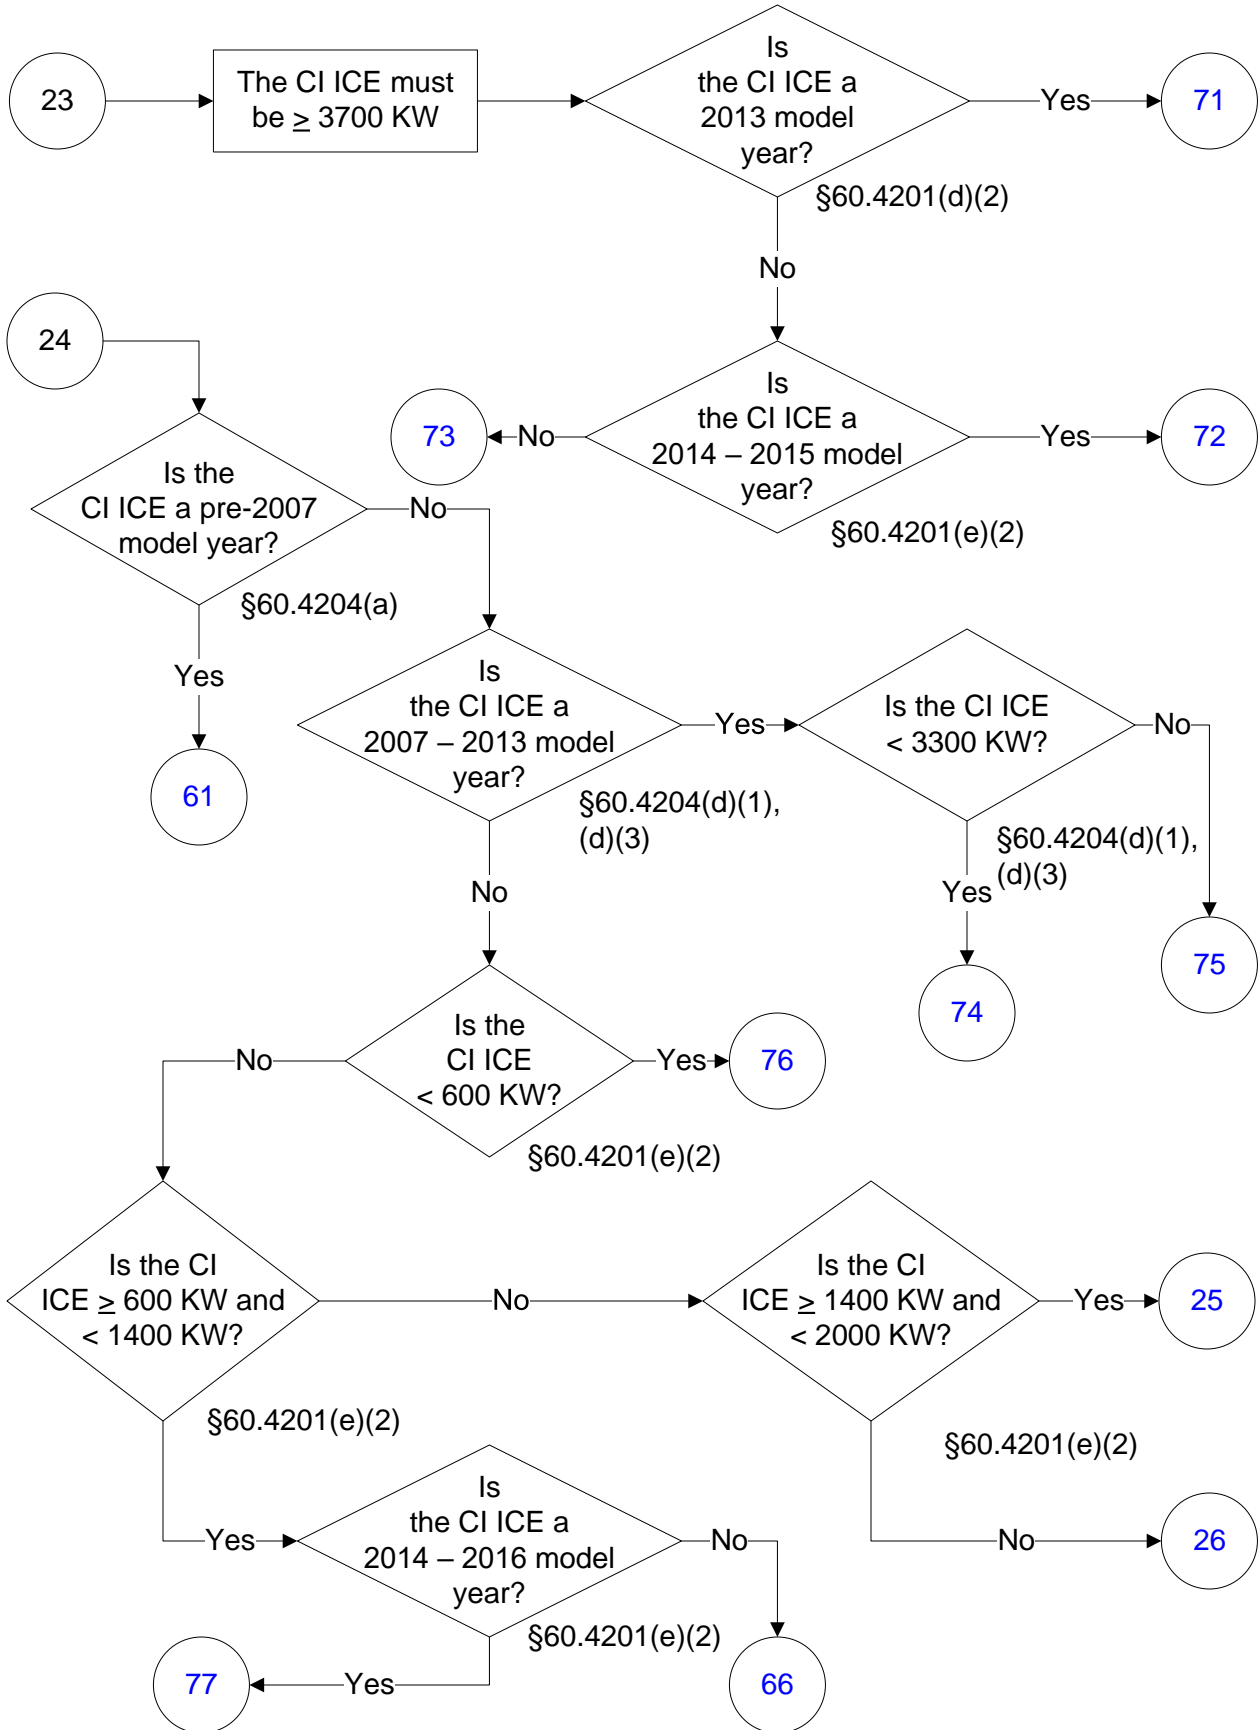 23
The CI ICE must
be ≥ 3700 KW
Is
the CI ICE a
2013 model
year?
Yes
71
§60.4201(d)(2)
No
24
Is
the CI ICE a
2014 – 2015 model
year?
Yes
72
No
73
§60.4201(e)(2)
Is the
CI ICE a pre-2007
model year?
No
§60.4204(a)
Yes
61
Is
the CI ICE a
2007 – 2013 model
year?
Yes
§60.4204(d)(1),
(d)(3)
Is the CI ICE
< 3300 KW?
No
§60.4204(d)(1),
(d)(3)
Yes
75
74
No
Is the
CI ICE
< 600 KW?
Yes
76
No
§60.4201(e)(2)
Is the CI
ICE ≥ 600 KW and
< 1400 KW?
No
§60.4201(e)(2)
Is the CI
ICE ≥ 1400 KW and
< 2000 KW?
Yes
25
§60.4201(e)(2)
No
26
Yes
Is
the CI ICE a
2014 – 2016 model
year?
No
§60.4201(e)(2)
Yes
77
66